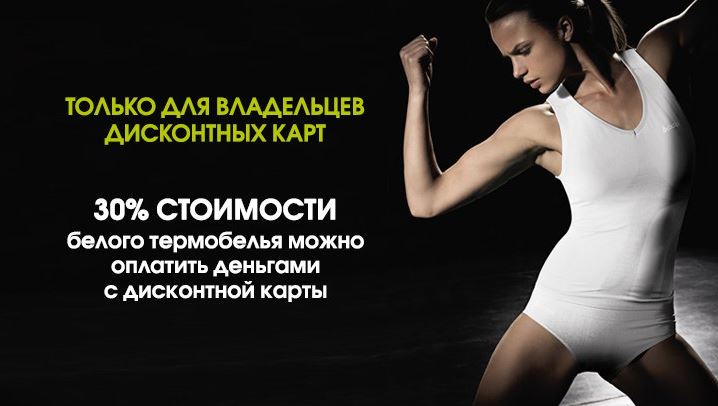 ТОЛЬКО ДЛЯ ВЛАДЕЛЬЦЕВ
ДИСКОНТНЫХ КАРТ
30% СТОИМОСТИ
белого термобелья можно
оплатить деньгами
с дисконтной карты